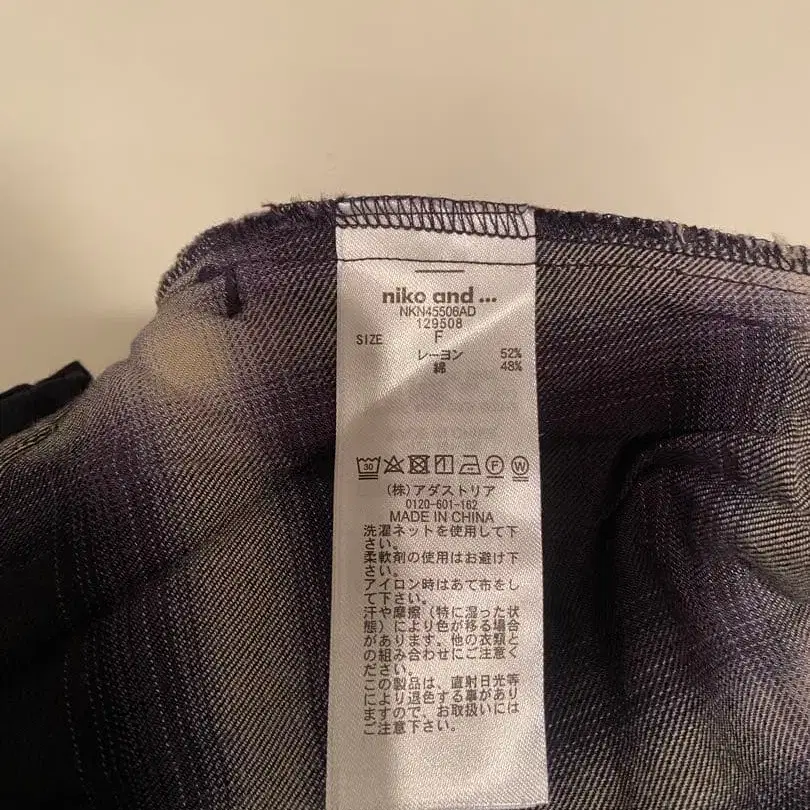 niko and ...
NKN45506AD
129508
SIZE F
レーヨン 52%
綿 48%
30 F W
(株)アダストリア
0120-601-162
MADE IN CHINA
洗濯ネットを使用して下
さい。
柔軟剤の使用はお避け下
さい。
アイロン時はあて布をし
て下さい。
汗や摩擦(特に湿った状
態)により色が移る場合
があります、他の衣類と
の組み合わせにご注意く
ださい。
この製品は、直射日光等
により退色する事があり
ますので、お取扱いには
ご注意下さい。